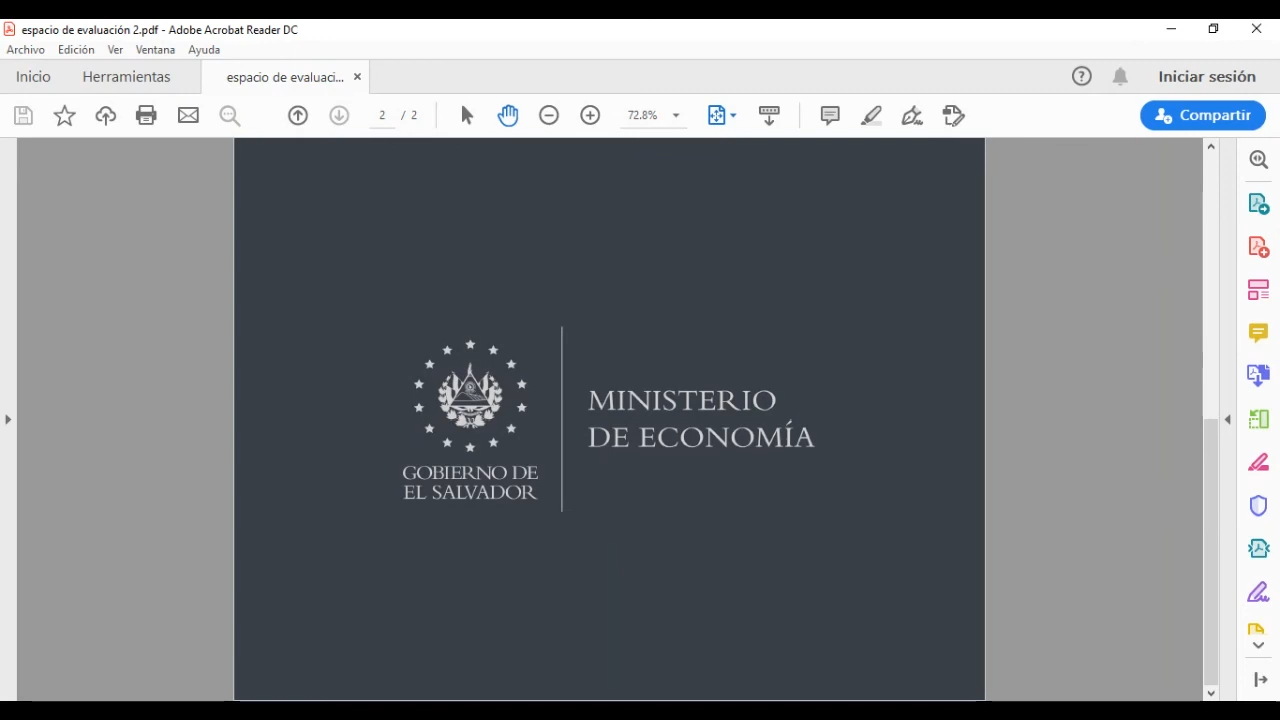 espacio de evaluación 2.pdf - Adobe Acrobat Reader DC
Archivo Edición Ver Ventana Ayuda
Inicio Herramientas espacio de evaluaci... Iniciar sesión
2 / 2 72.8% Compartir
MINISTERIO
DE ECONOMÍA
GOBIERNO DE
EL SALVADOR